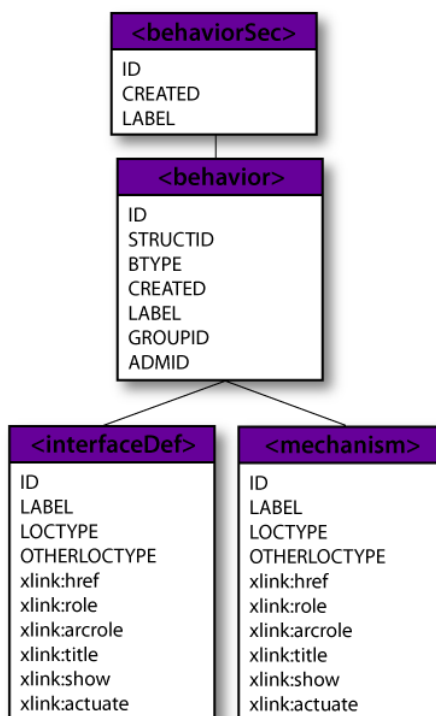 <behaviorSec>
ID
CREATED
LABEL
<behavior>
ID
STRUCTID
BTYPE
CREATED
LABEL
GROUPID
ADMID
<interfaceDef>
ID
LABEL
LOCTYPE
OTHERLOCTYPE
xlink:href
xlink:role
xlink:arcrole
xlink:title
xlink:show
xlink:actuate
<mechanism>
ID
LABEL
LOCTYPE
OTHERLOCTYPE
xlink:href
xlink:role
xlink:arcrole
xlink:title
xlink:show
xlink:actuate